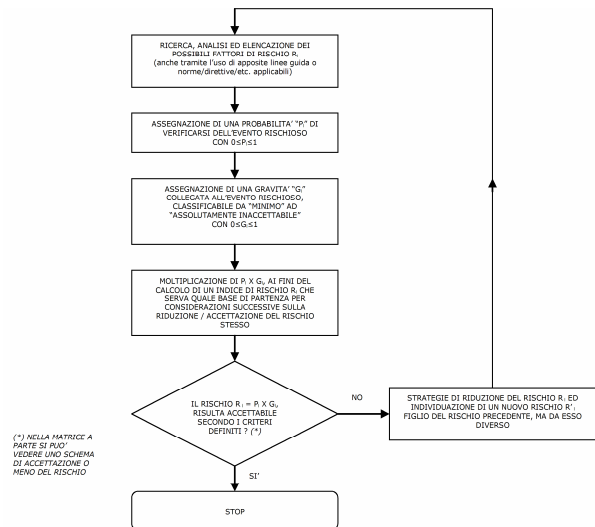 RICERCA, ANALISI ED ELENCAZIONE DEI
POSSIBILI FATTORI DI RISCHIO Rᵢ
(anche tramite l'uso di apposite linee guida o
norme/direttive/etc. applicabili)
ASSEGNAZIONE DI UNA PROBABILITA' "Pᵢ" DI
VERIFICARSI DELL'EVENTO RISCHIOSO
CON 0≤Pᵢ≤1
ASSEGNAZIONE DI UNA GRAVITA' "Gᵢ"
COLLEGATA ALL'EVENTO RISCHIOSO,
CLASSIFICABILE DA "MINIMO" AD
"ASSOLUTAMENTE INACCETTABILE"
CON 0≤Gᵢ≤1
MOLTIPLICAZIONE DI Pᵢ X Gᵢ, AI FINI DEL
CALCOLO DI UN INDICE DI RISCHIO Rᵢ CHE
SERVA QUALE BASE DI PARTENZA PER
CONSIDERAZIONI SUCCESSIVE SULLA
RIDUZIONE / ACCETTAZIONE DEL RISCHIO
STESSO
IL RISCHIO Rᵢ = Pᵢ X Gᵢ,
RISULTA ACCETTABILE
SECONDO I CRITERI
DEFINITI ? (*)
NO
STRATEGIE DI RIDUZIONE DEL RISCHIO Rᵢ ED
INDIVIDUAZIONE DI UN NUOVO RISCHIO R'ᵢ
FIGLIO DEL RISCHIO PRECEDENTE, MA DA ESSO
DIVERSO
(*) NELLA MATRICE A
PARTE SI PUO'
VEDERE UNO SCHEMA
DI ACCETTAZIONE O
MENO DEL RISCHIO
SI'
STOP